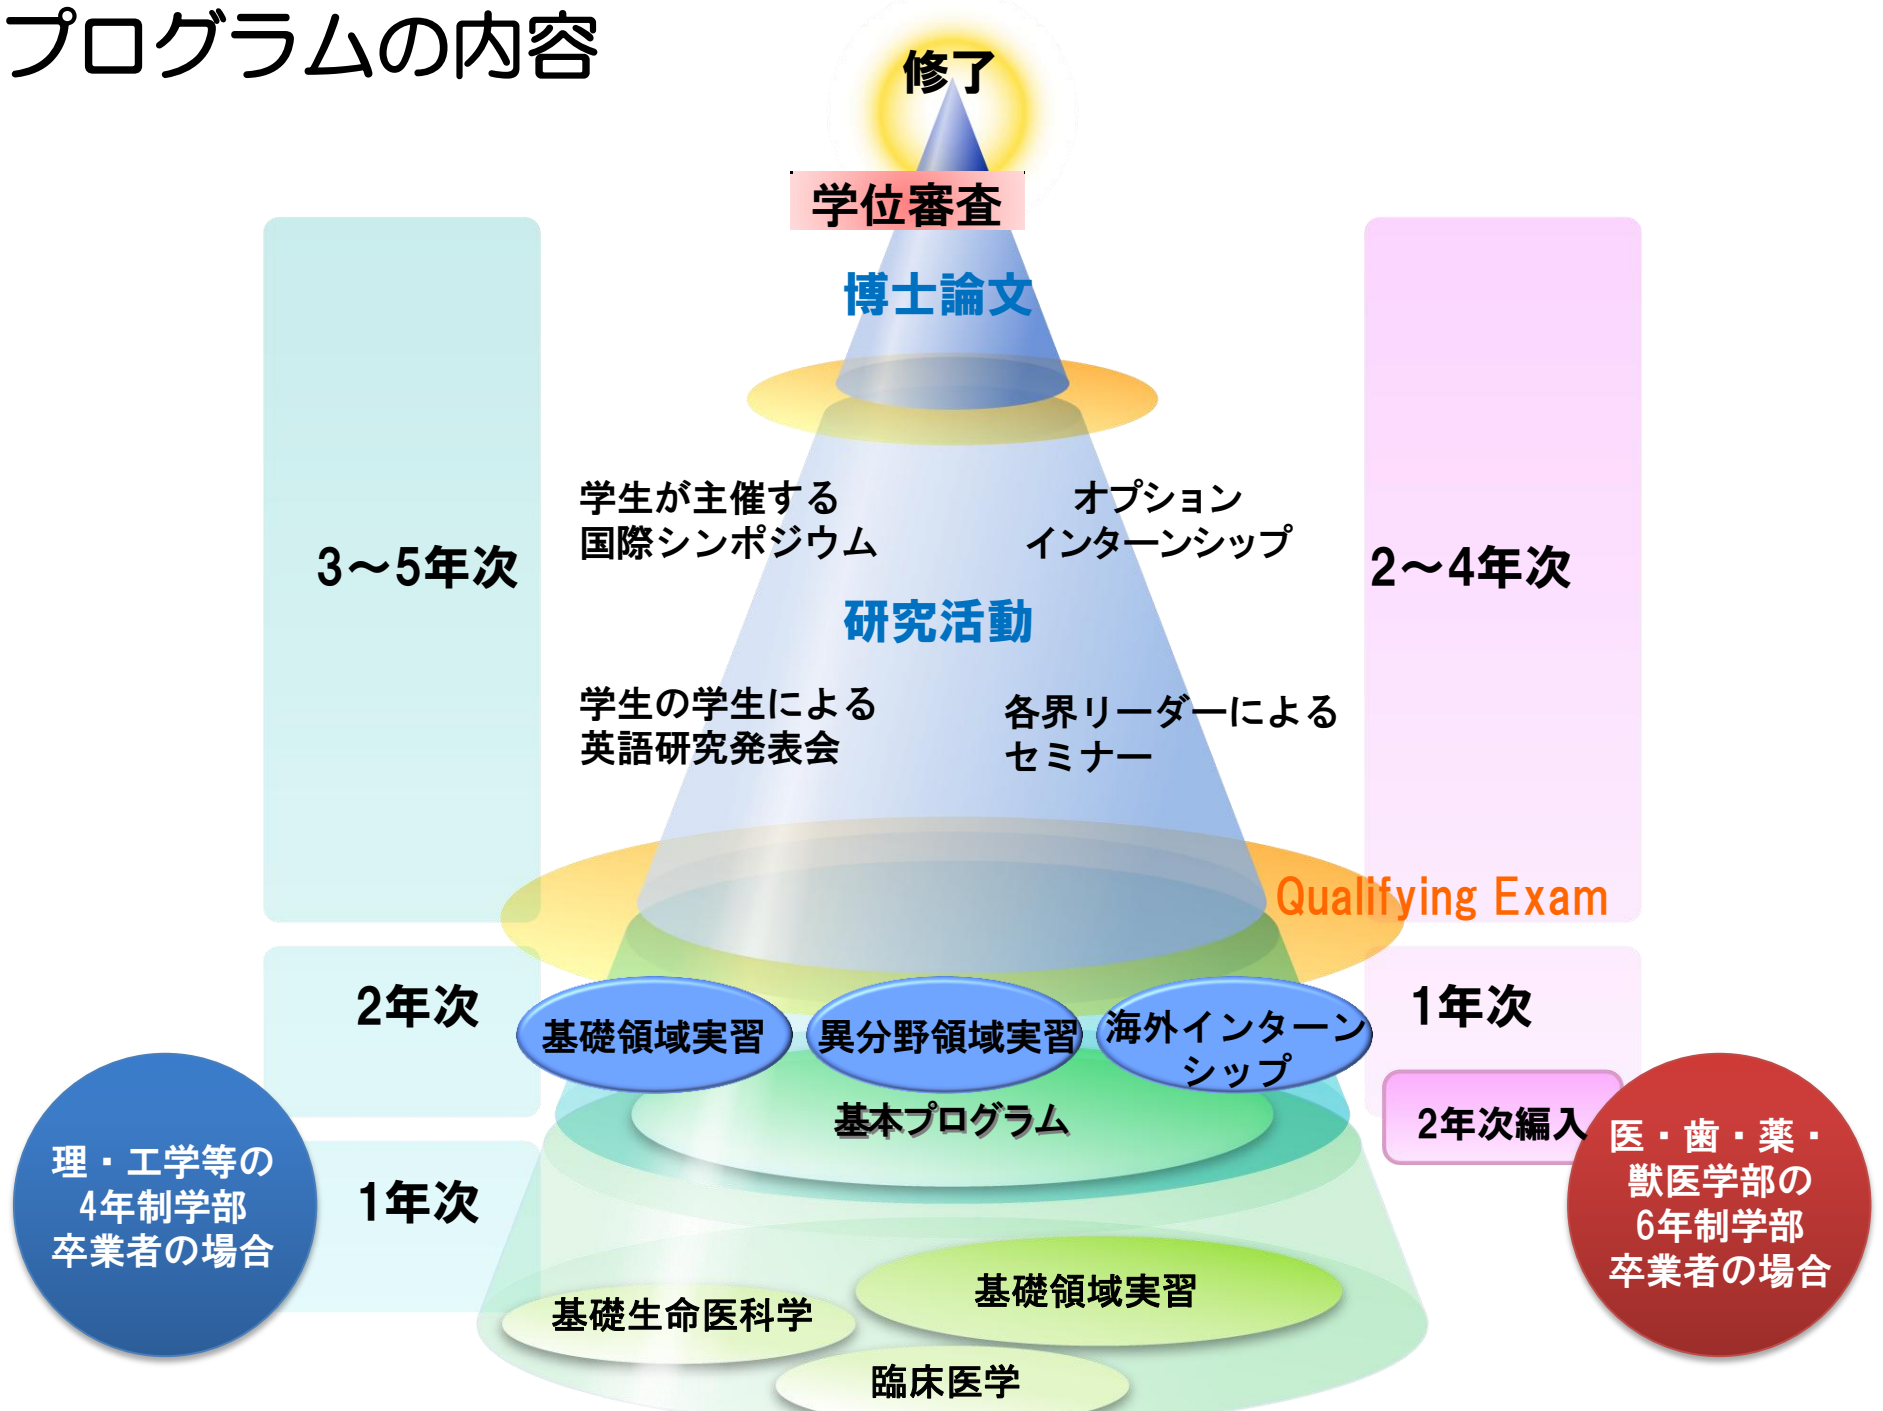 プログラムの内容
修了
学位審査
博士論文
学生が主催する
国際シンポジウム
オプション
インターンシップ
3～5年次
2～4年次
研究活動
学生の学生による
英語研究発表会
各界リーダーによる
セミナー
Qualifying Exam
2年次
1年次
基礎領域実習
異分野領域実習
海外インターン
シップ
基本プログラム
2年次編入
理・工学等の
4年制学部
卒業者の場合
1年次
医・歯・薬・
獣医学部の
6年制学部
卒業者の場合
基礎生命医科学
基礎領域実習
臨床医学